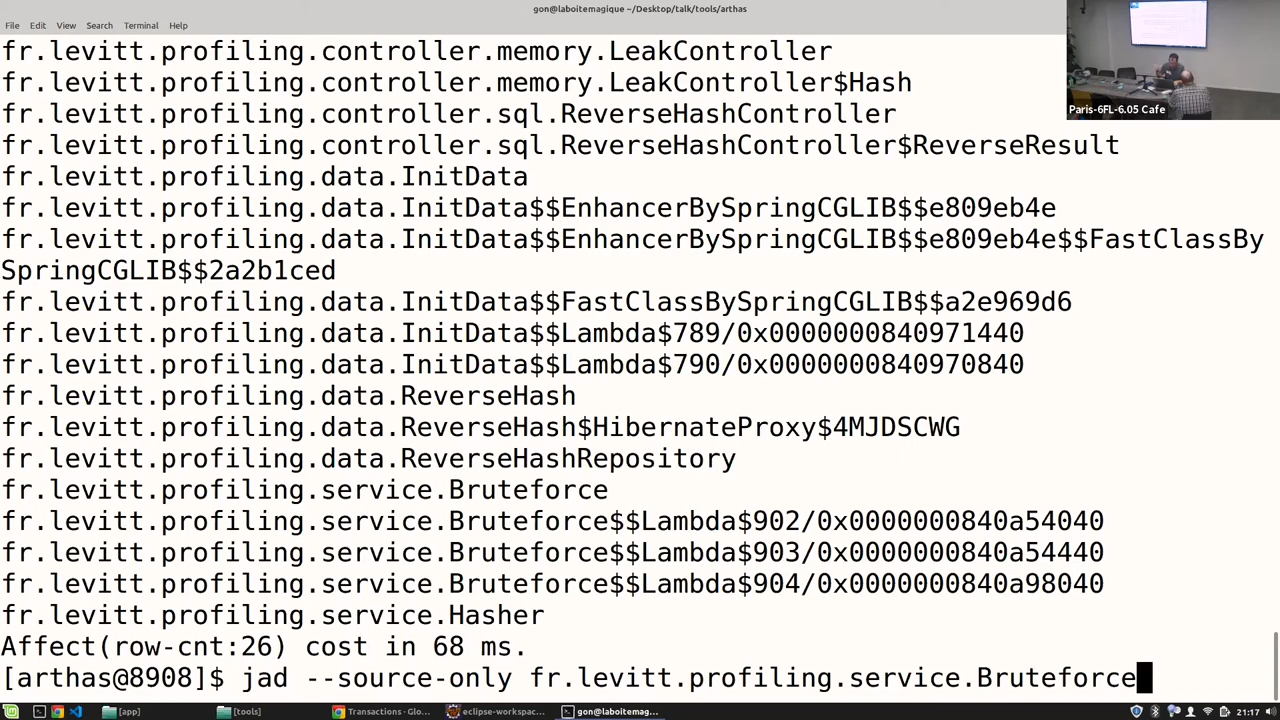 gon@laboitemagique: ~/Desktop/talk/tools/arthas
File Edit View Search Terminal Help
fr.levitt.profiling.controller.memory.LeakController
fr.levitt.profiling.controller.memory.LeakController$Hash
fr.levitt.profiling.controller.sql.ReverseHashController
fr.levitt.profiling.controller.sql.ReverseHashController$ReverseResult
fr.levitt.profiling.data.InitData
fr.levitt.profiling.data.InitData$$EnhancerBySpringCGLIB$$e809eb4e
fr.levitt.profiling.data.InitData$$EnhancerBySpringCGLIB$$e809eb4e$$FastClassBy
SpringCGLIB$$2a2b1ced
fr.levitt.profiling.data.InitData$$FastClassBySpringCGLIB$$a2e969d6
fr.levitt.profiling.data.InitData$$Lambda$789/0x0000000840971440
fr.levitt.profiling.data.InitData$$Lambda$790/0x0000000840970840
fr.levitt.profiling.data.ReverseHash
fr.levitt.profiling.data.ReverseHash$HibernateProxy$4MJDSCWG
fr.levitt.profiling.data.ReverseHashRepository
fr.levitt.profiling.service.Bruteforce
fr.levitt.profiling.service.Bruteforce$$Lambda$902/0x0000000840a54040
fr.levitt.profiling.service.Bruteforce$$Lambda$903/0x0000000840a54440
fr.levitt.profiling.service.Bruteforce$$Lambda$904/0x0000000840a98040
fr.levitt.profiling.service.Hasher
Affect(row-cnt:26) cost in 68 ms.
[arthas@8908]$ jad --source-only fr.levitt.profiling.service.Bruteforce
Paris-6FL-6.05 Cafe
[app] [tools] Transactions - Glo... eclipse-workspac... gon@laboitemag... 21:17